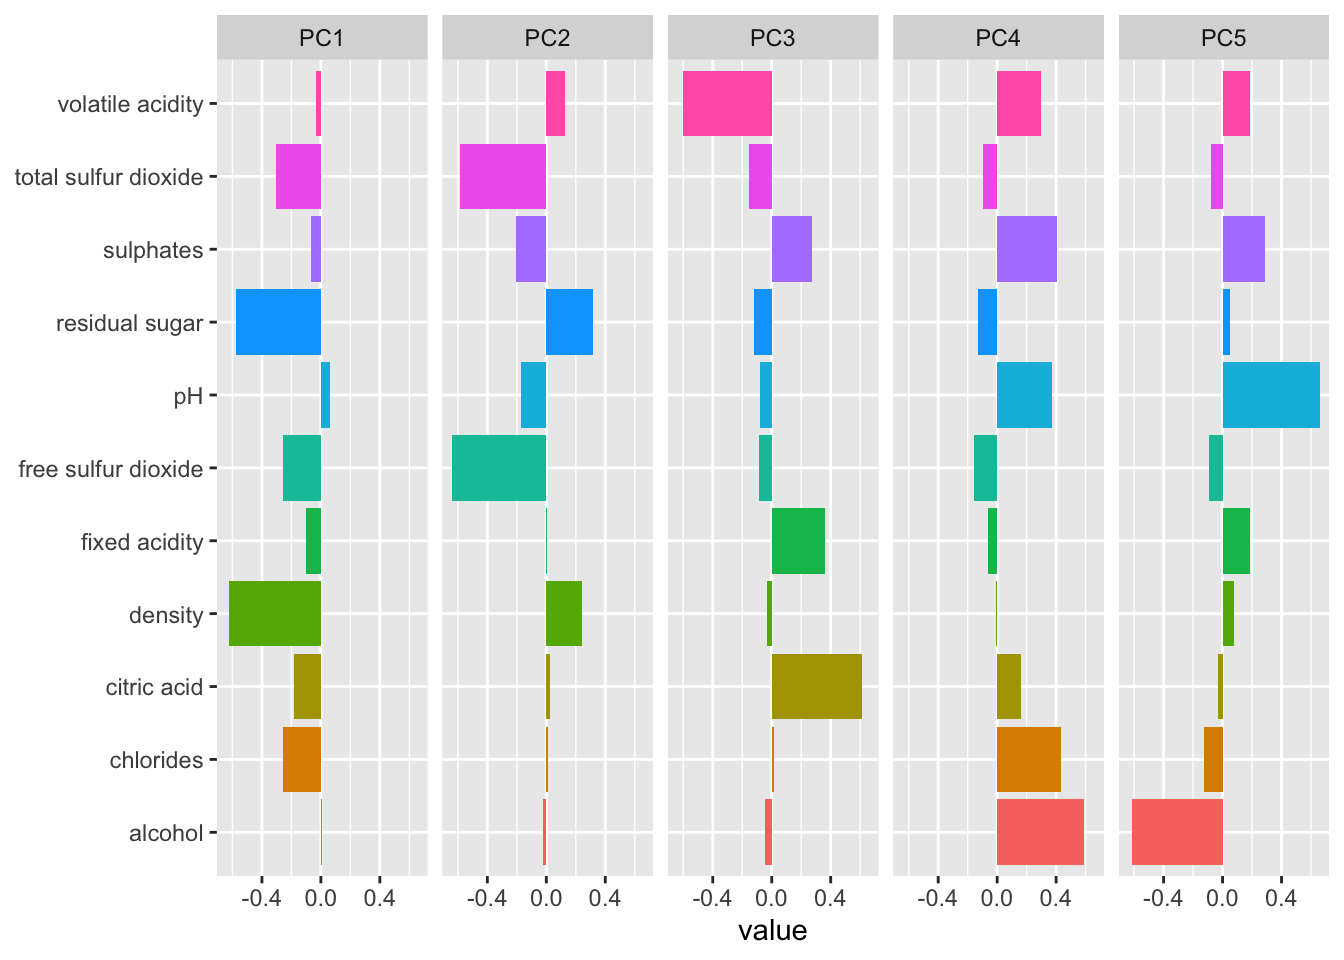 PC1 PC2 PC3 PC4 PC5
volatile acidity
total sulfur dioxide
sulphates
residual sugar
pH
free sulfur dioxide
fixed acidity
density
citric acid
chlorides
alcohol
-0.4 0.0 0.4 -0.4 0.0 0.4 -0.4 0.0 0.4 -0.4 0.0 0.4 -0.4 0.0 0.4
value